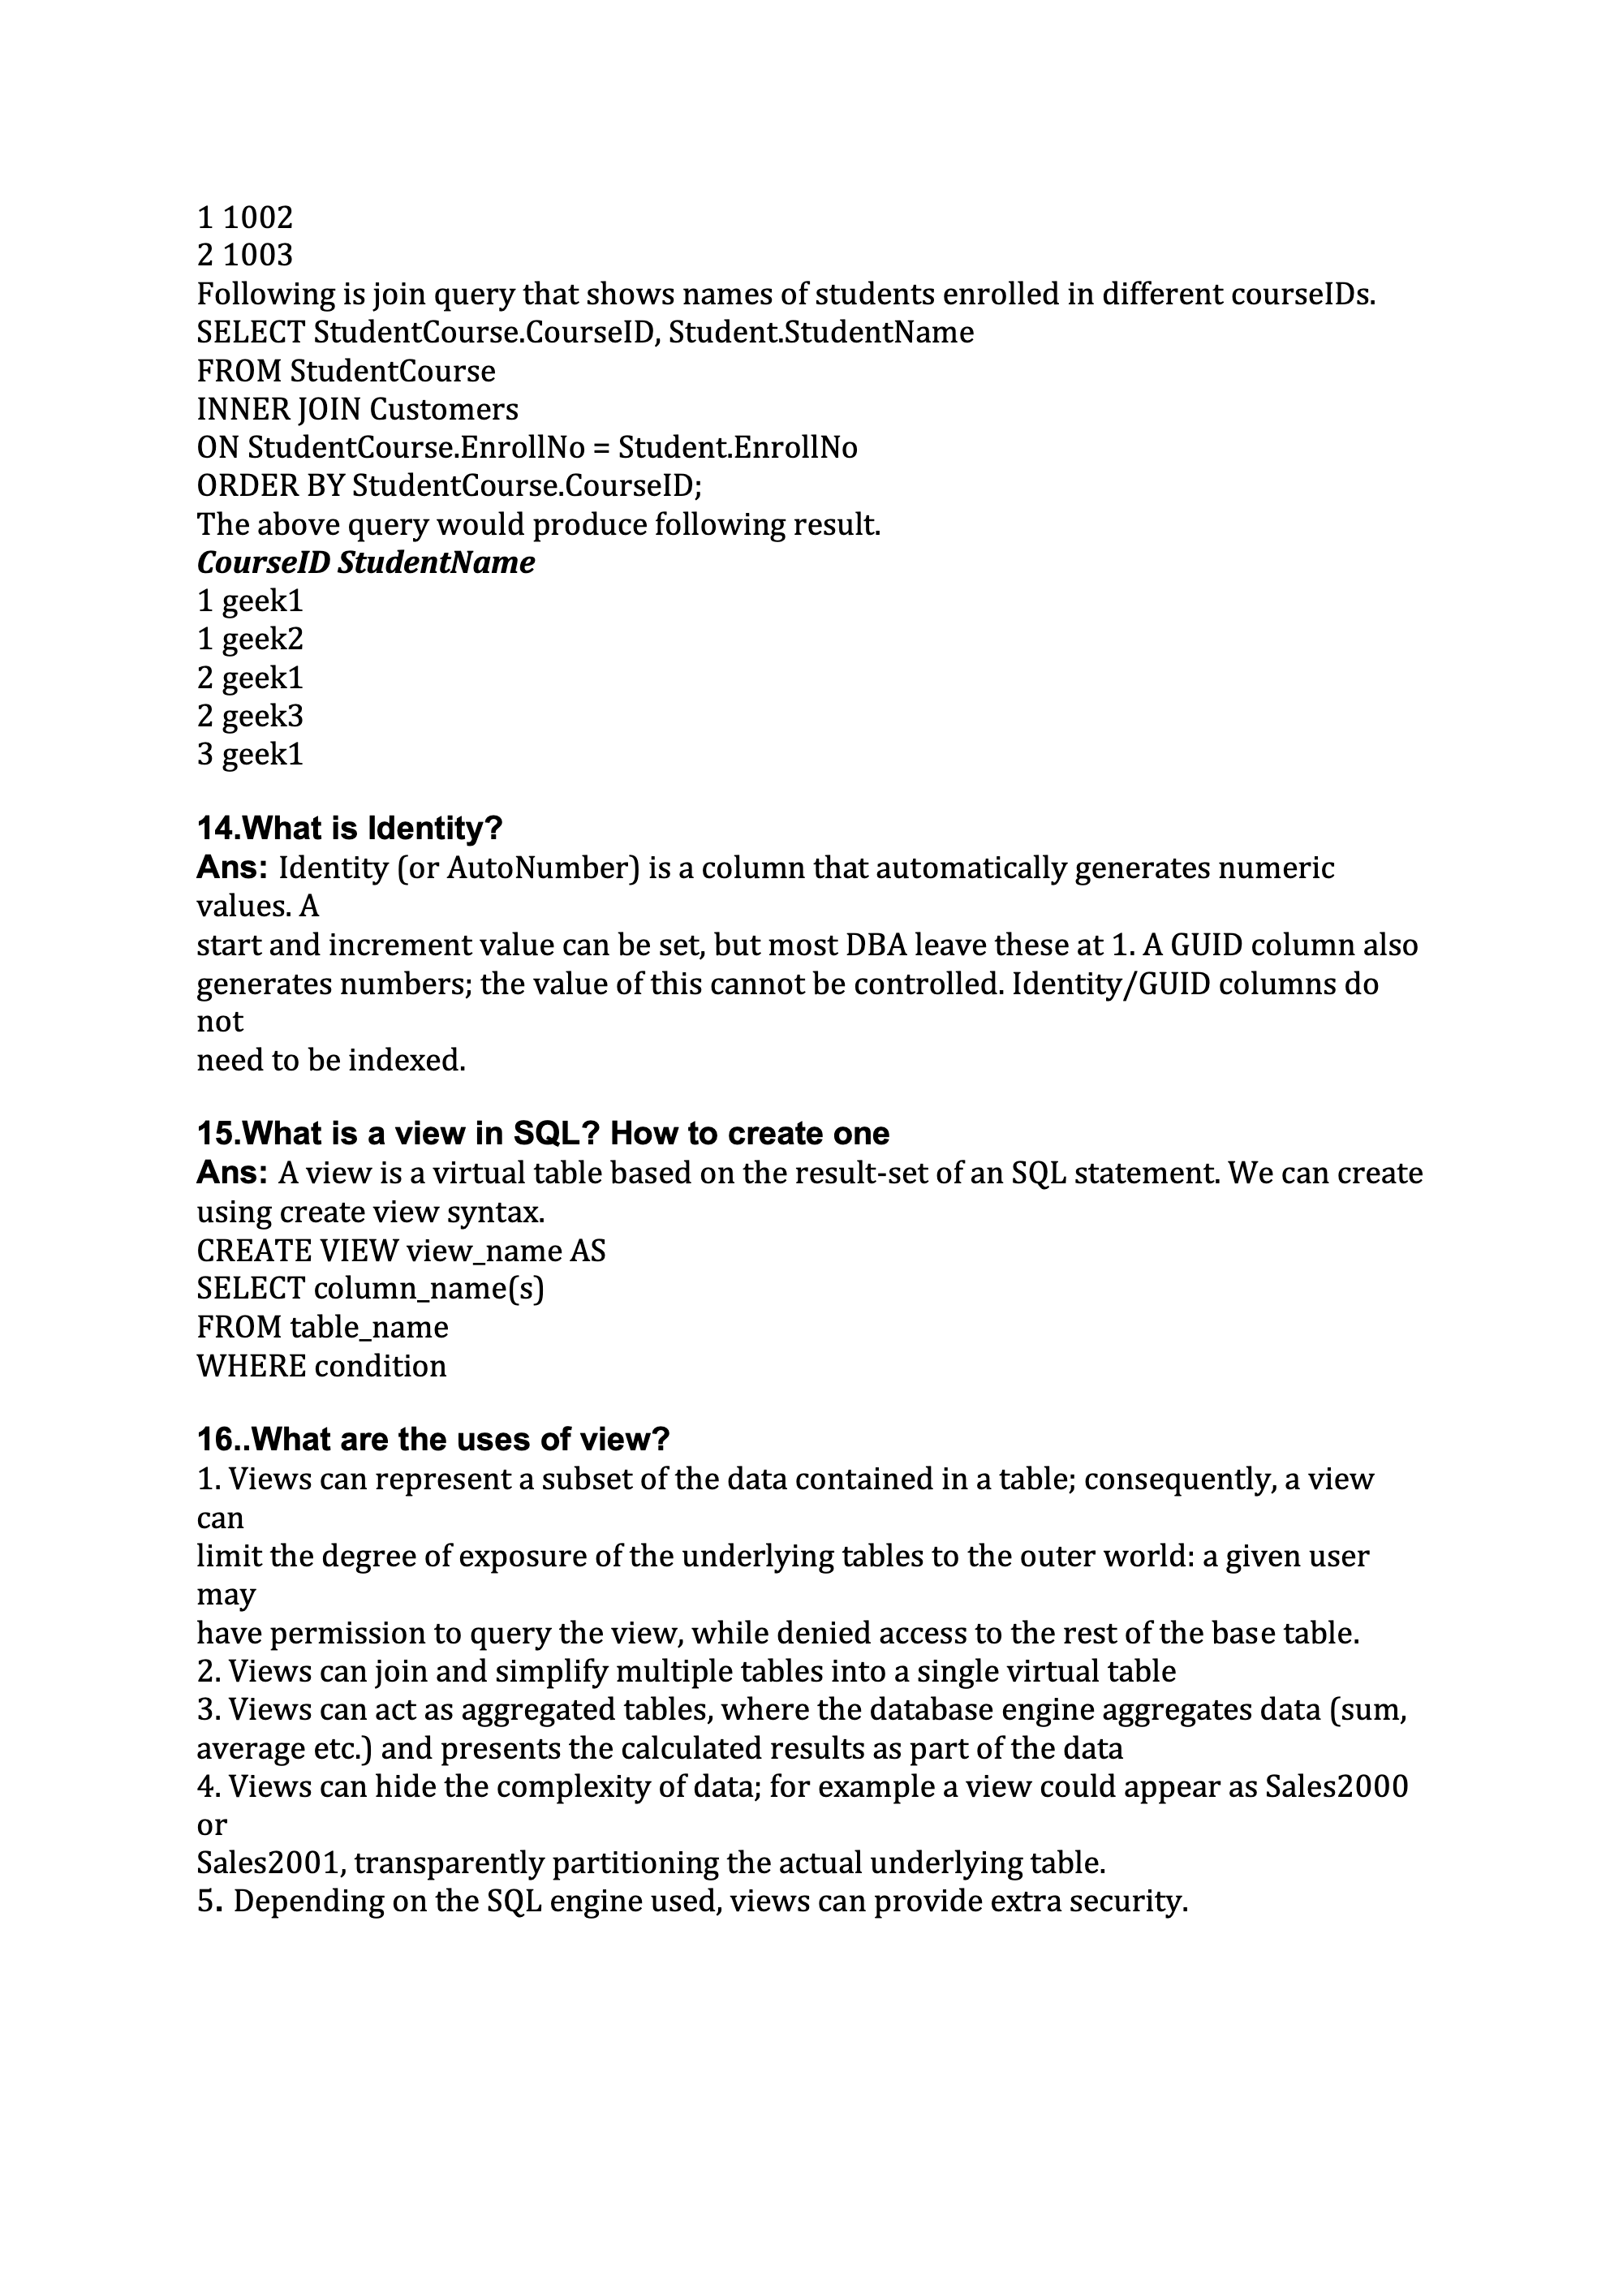 1 1002
2 1003
Following is join query that shows names of students enrolled in different courseIDs.
SELECT StudentCourse.CourseID, Student.StudentName
FROM StudentCourse
INNER JOIN Customers
ON StudentCourse.EnrollNo = Student.EnrollNo
ORDER BY StudentCourse.CourseID;
The above query would produce following result.
CourseID StudentName
1 geek1
1 geek2
2 geek1
2 geek3
3 geek1
14.What is Identity?
Ans: Identity (or AutoNumber) is a column that automatically generates numeric
values. A
start and increment value can be set, but most DBA leave these at 1. A GUID column also
generates numbers; the value of this cannot be controlled. Identity/GUID columns do
not
need to be indexed.
15.What is a view in SQL? How to create one
Ans: A view is a virtual table based on the result-set of an SQL statement. We can create
using create view syntax.
CREATE VIEW view_name AS
SELECT column_name(s)
FROM table_name
WHERE condition
16..What are the uses of view?
1. Views can represent a subset of the data contained in a table; consequently, a view
can
limit the degree of exposure of the underlying tables to the outer world: a given user
may
have permission to query the view, while denied access to the rest of the base table.
2. Views can join and simplify multiple tables into a single virtual table
3. Views can act as aggregated tables, where the database engine aggregates data (sum,
average etc.) and presents the calculated results as part of the data
4. Views can hide the complexity of data; for example a view could appear as Sales2000
or
Sales2001, transparently partitioning the actual underlying table.
5. Depending on the SQL engine used, views can provide extra security.